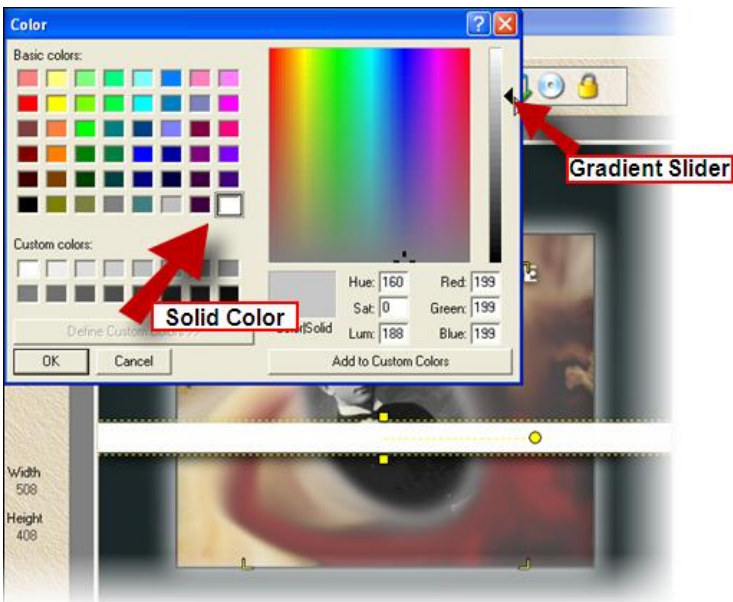 Color
Basic colors:
Gradient Slider
Custom colors:
Solid Color
Define Custom
Solid
Hue: 160
Sat: 0
Lum: 188
Red: 199
Green: 199
Blue: 199
OK
Cancel
Add to Custom Colors
Width
508
Height
408